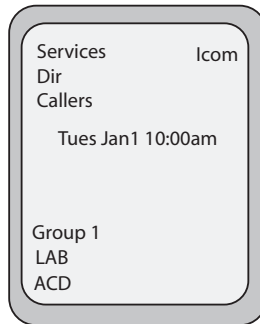 Services Icom
Dir
Callers
Tues Jan1 10:00am
Group 1
LAB
ACD